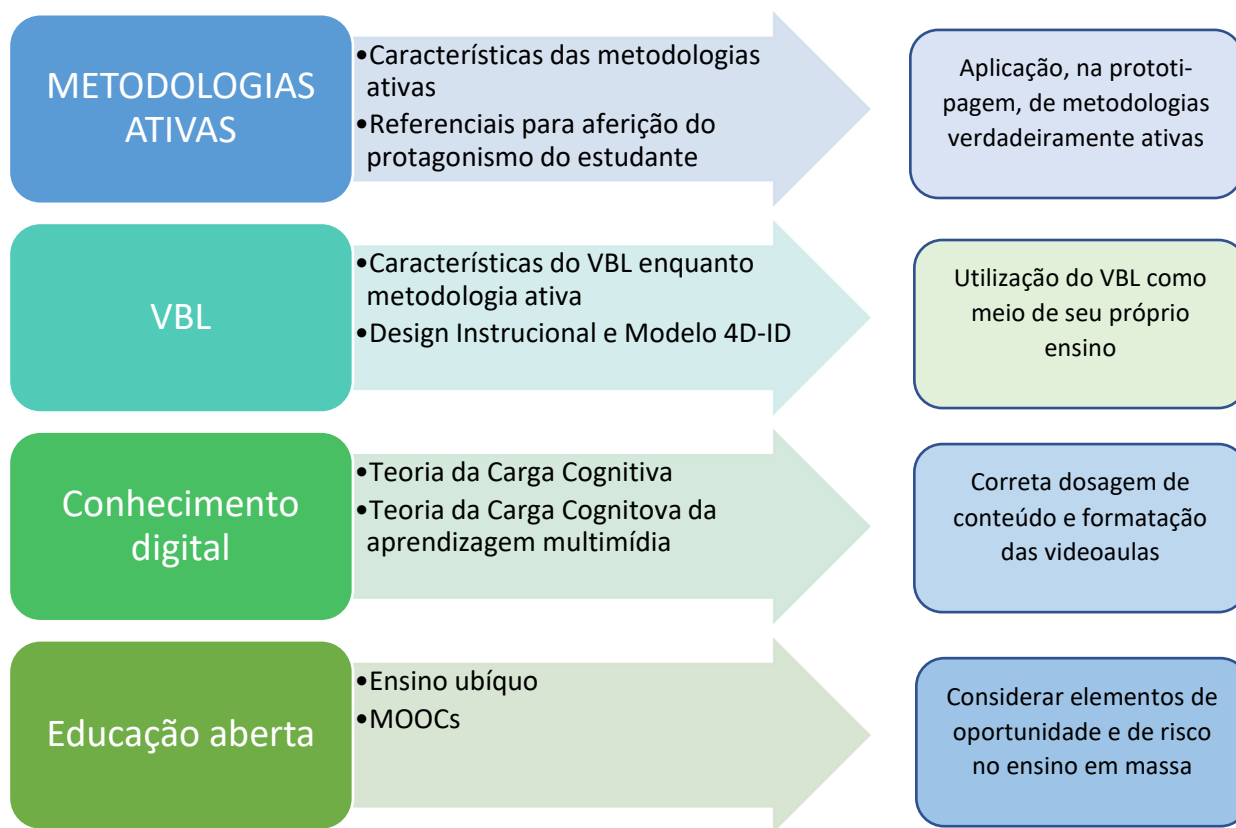 METODOLOGIAS
ATIVAS
•Características das metodologias
ativas
•Referenciais para aferição do
protagonismo do estudante
Aplicação, na prototi-
pagem, de metodologias
verdadeiramente ativas
VBL
•Características do VBL enquanto
metodologia ativa
•Design Instrucional e Modelo 4D-ID
Utilização do VBL como
meio de seu próprio
ensino
Conhecimento
digital
•Teoria da Carga Cognitiva
•Teoria da Carga Cognitova da
aprendizagem multimídia
Correta dosagem de
conteúdo e formatação
das videoaulas
Educação aberta
•Ensino ubíquo
•MOOCs
Considerar elementos de
oportunidade e de risco
no ensino em massa